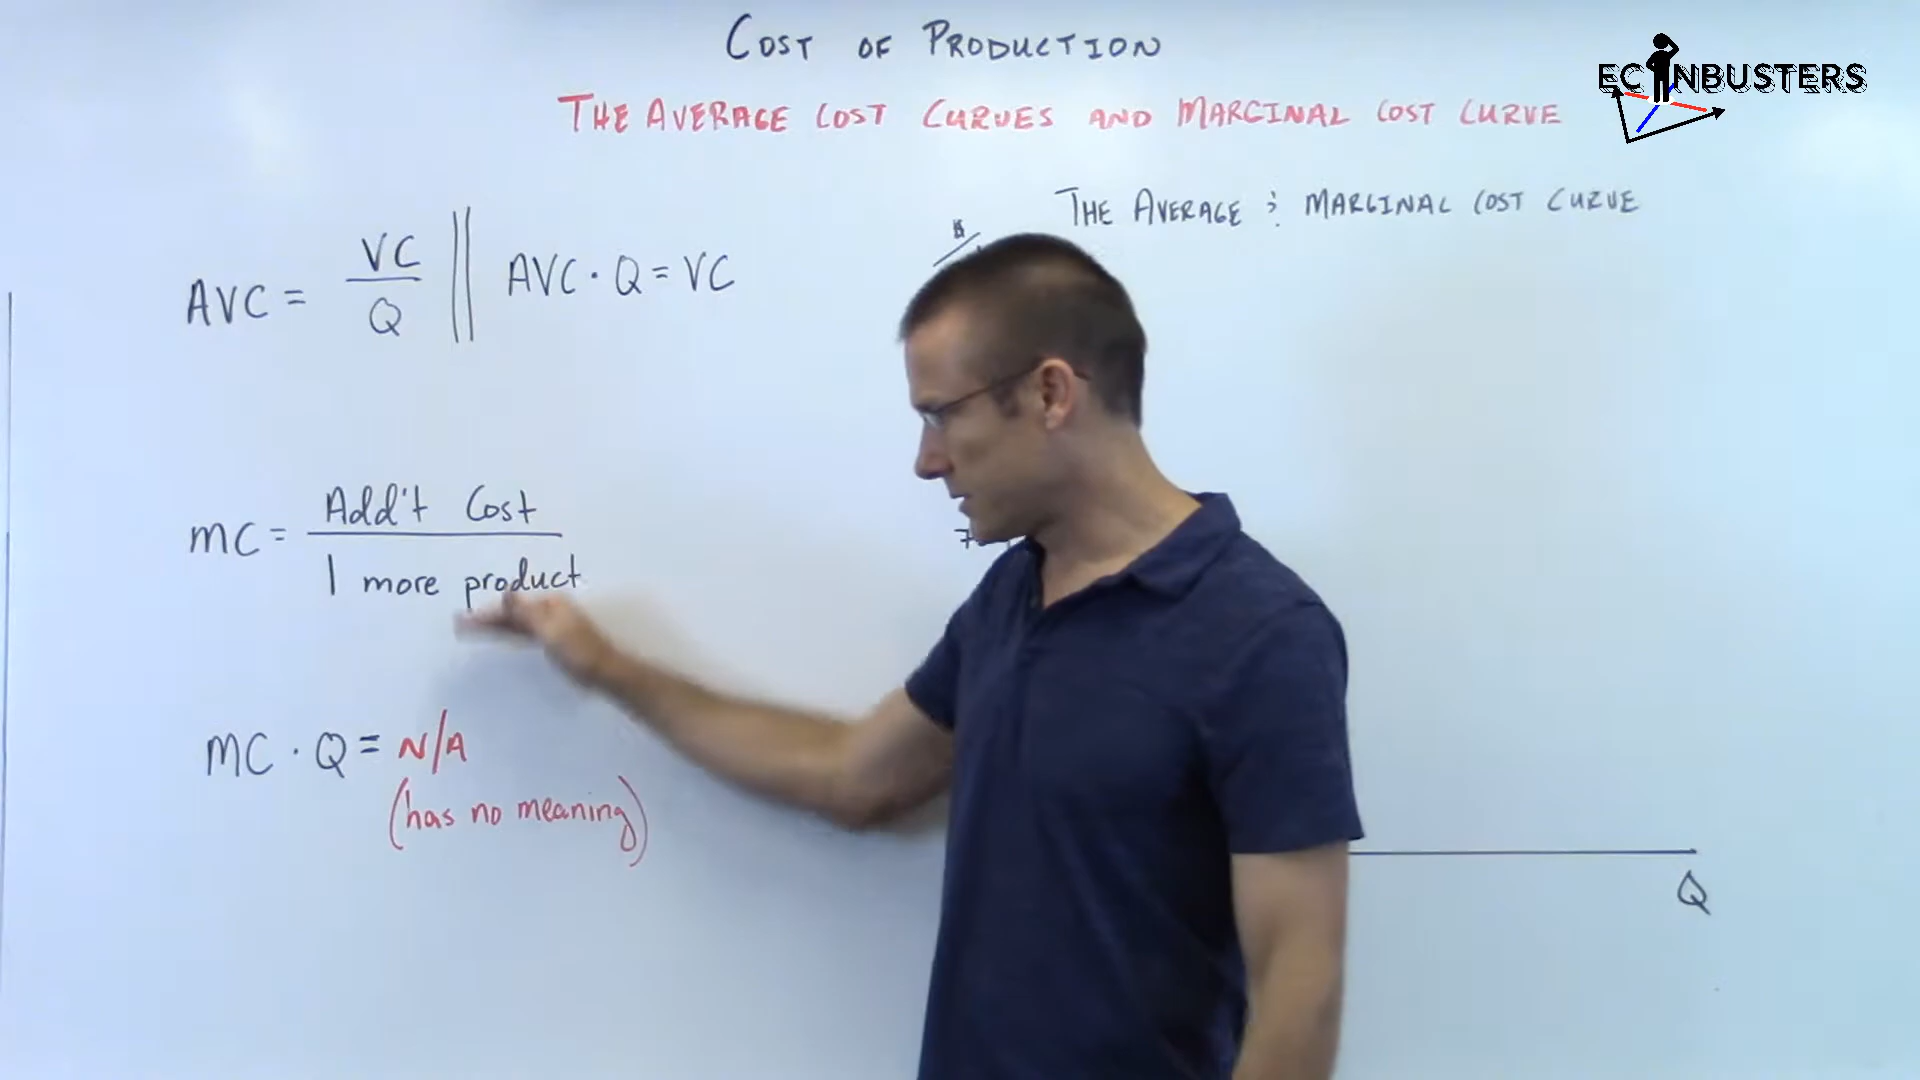 COST OF PRODUCTION
THE AVERAGE COST CURVES AND MARGINAL COST CURVE
ECONBUSTERS
THE AVERAGE & MARGINAL COST CURVE
AVC = VC / Q || AVC · Q = VC
MC = Add't Cost / 1 more product
MC · Q = N/A
(has no meaning)
7
Q